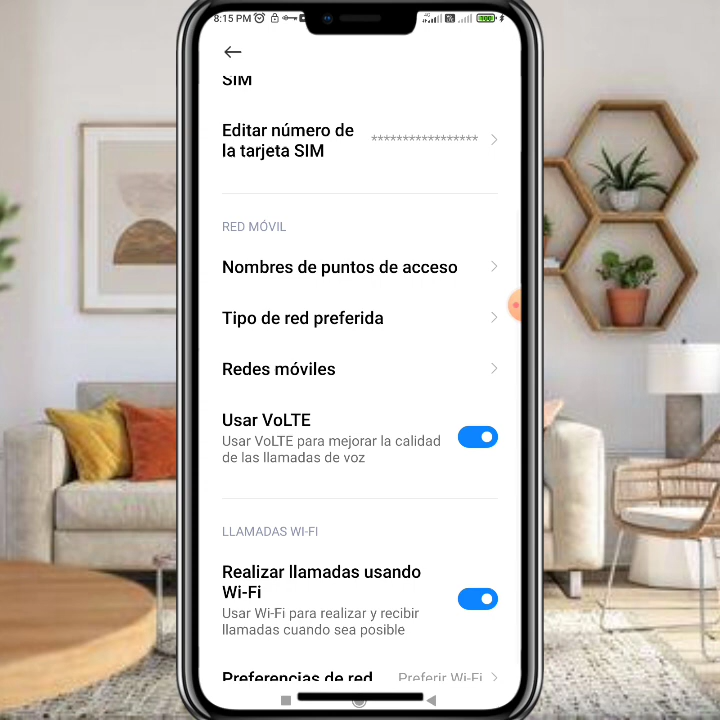 8:15 PM
SIM
Editar número de
la tarjeta SIM
*****************
RED MÓVIL
Nombres de puntos de acceso
Tipo de red preferida
Redes móviles
Usar VoLTE
Usar VoLTE para mejorar la calidad
de las llamadas de voz
LLAMADAS WI-FI
Realizar llamadas usando
Wi-Fi
Usar Wi-Fi para realizar y recibir
llamadas cuando sea posible
Preferencias de red Preferir Wi-Fi